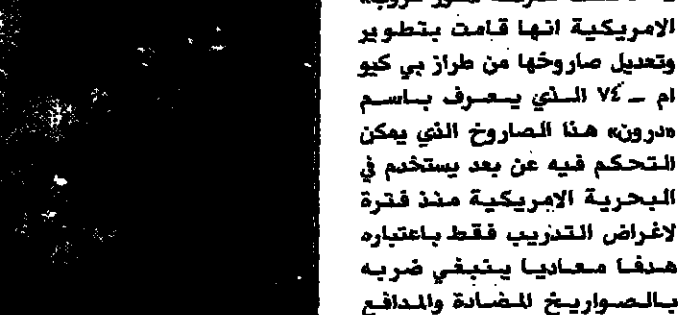 الامريكية انها قامت بتطوير
وتعديل صاروخها من طراز بي كيو
ام ــ ٧٤ الذي يعرف باسم
«درون» هذا الصاروخ الذي يمكن
التحكم فيه عن بعد يستخدم في
البحرية الامريكية منذ فترة
لاغراض التدريب فقط باعتباره
هدفا معاديا ينبغي ضربه
بالصواريخ المضادة والمدافع